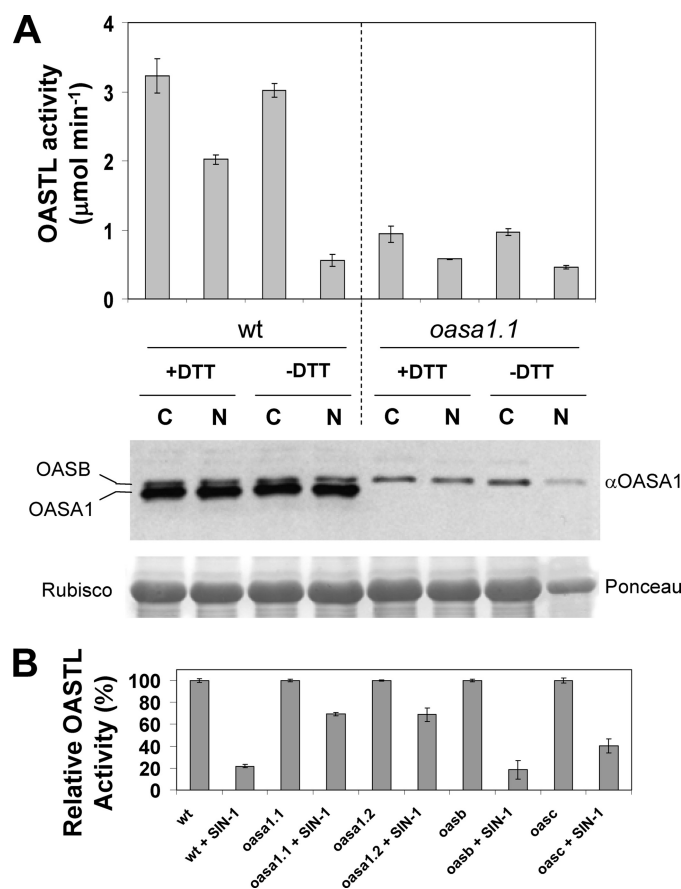 A
OASTL activity
(μmol min-1)
4
3
2
1
0
wt
oasa1.1
+DTT
-DTT
+DTT
-DTT
C N C N C N C N
OASB
OASA1
αOASA1
Rubisco
Ponceau
B
Relative OASTL
Activity (%)
100
80
60
40
20
0
wt
wt + SIN-1
oasa1.1
oasa1.1 + SIN-1
oasa1.2
oasa1.2 + SIN-1
oasb
oasb + SIN-1
oasc
oasc + SIN-1